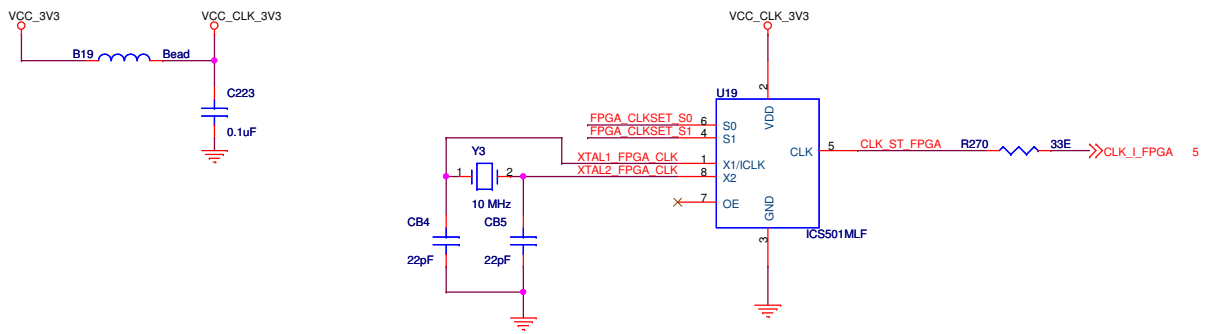 VCC_3V3
VCC_CLK_3V3
VCC_CLK_3V3
B19
Bead
C223
0.1uF
U19
2
VDD
FPGA_CLKSET_S0
6
S0
FPGA_CLKSET_S1
4
S1
CLK
5
CLK_ST_FPGA
R270
33E
CLK_I_FPGA
5
Y3
XTAL1_FPGA_CLK
1
X1/ICLK
1
2
XTAL2_FPGA_CLK
8
X2
10 MHz
7
OE
GND
CB4
CB5
3
ICS501MLF
22pF
22pF